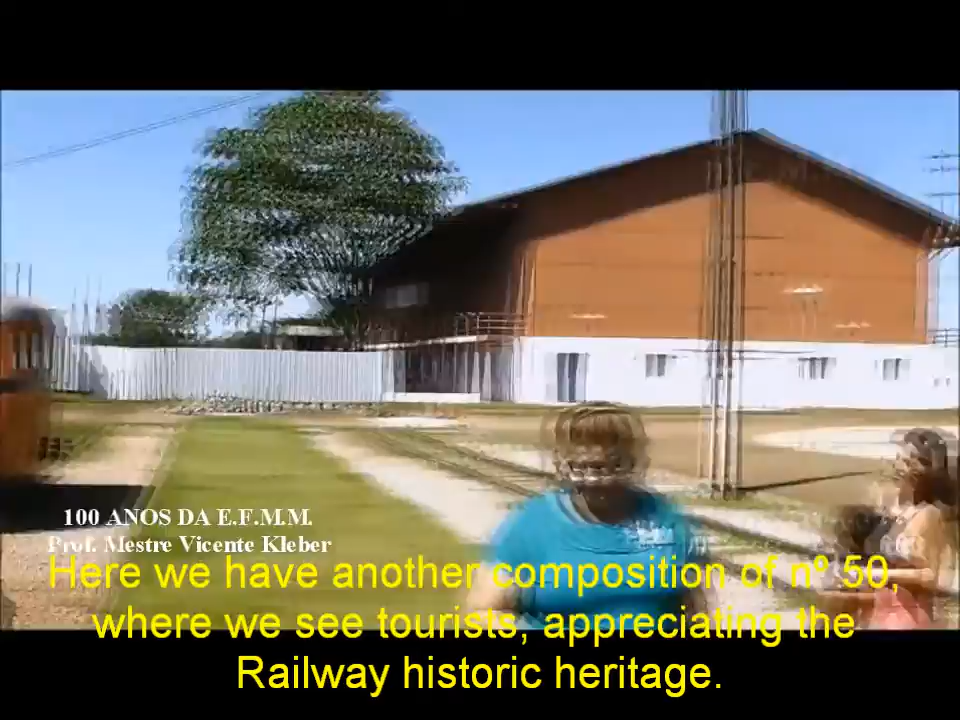 100 ANOS DA E.F.M.M.
Prof. Mestre Vicente Kleber
Here we have another composition of nº 50,
where we see tourists, appreciating the
Railway historic heritage.